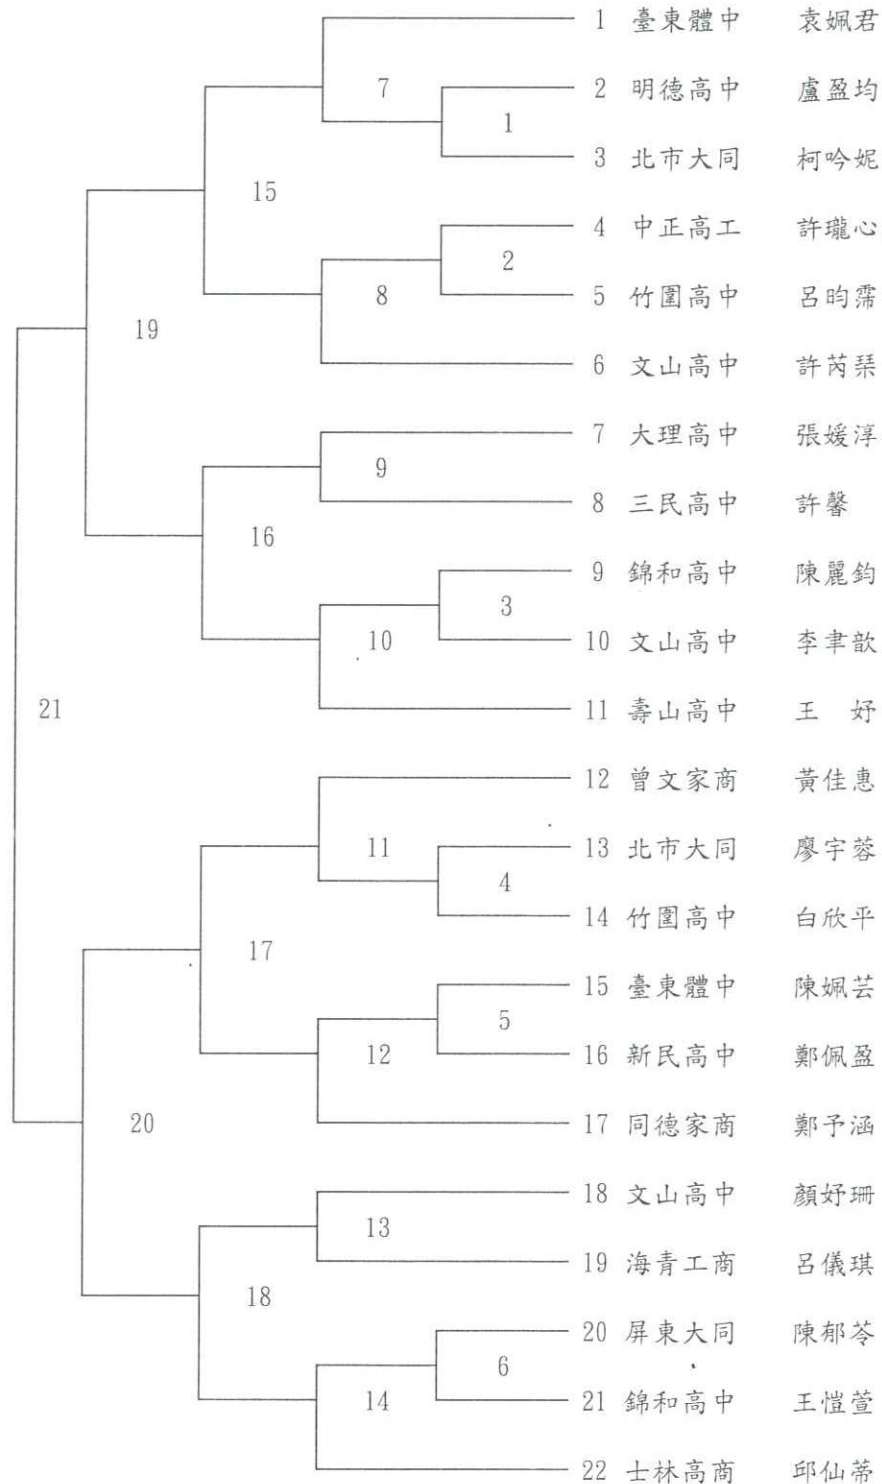 1 臺東體中 袁姵君
7
2 明德高中 盧盈均
1
3 北市大同 柯吟妮
15
4 中正高工 許瓏心
2
8
5 竹圍高中 呂昀霈
19
6 文山高中 許芮琹
7 大理高中 張媛淳
9
8 三民高中 許馨
16
9 錦和高中 陳麗鈞
3
10
10 文山高中 李聿歆
21
11 壽山高中 王 妤
12 曾文家商 黃佳惠
11
13 北市大同 廖宇蓉
4
14 竹圍高中 白欣平
17
15 臺東體中 陳姵芸
5
12
16 新民高中 鄭佩盈
20
17 同德家商 鄭予涵
18 文山高中 顏妤珊
13
19 海青工商 呂儀琪
18
20 屏東大同 陳郁苓
6
14
21 錦和高中 王愷萱
22 士林高商 邱仙蒂